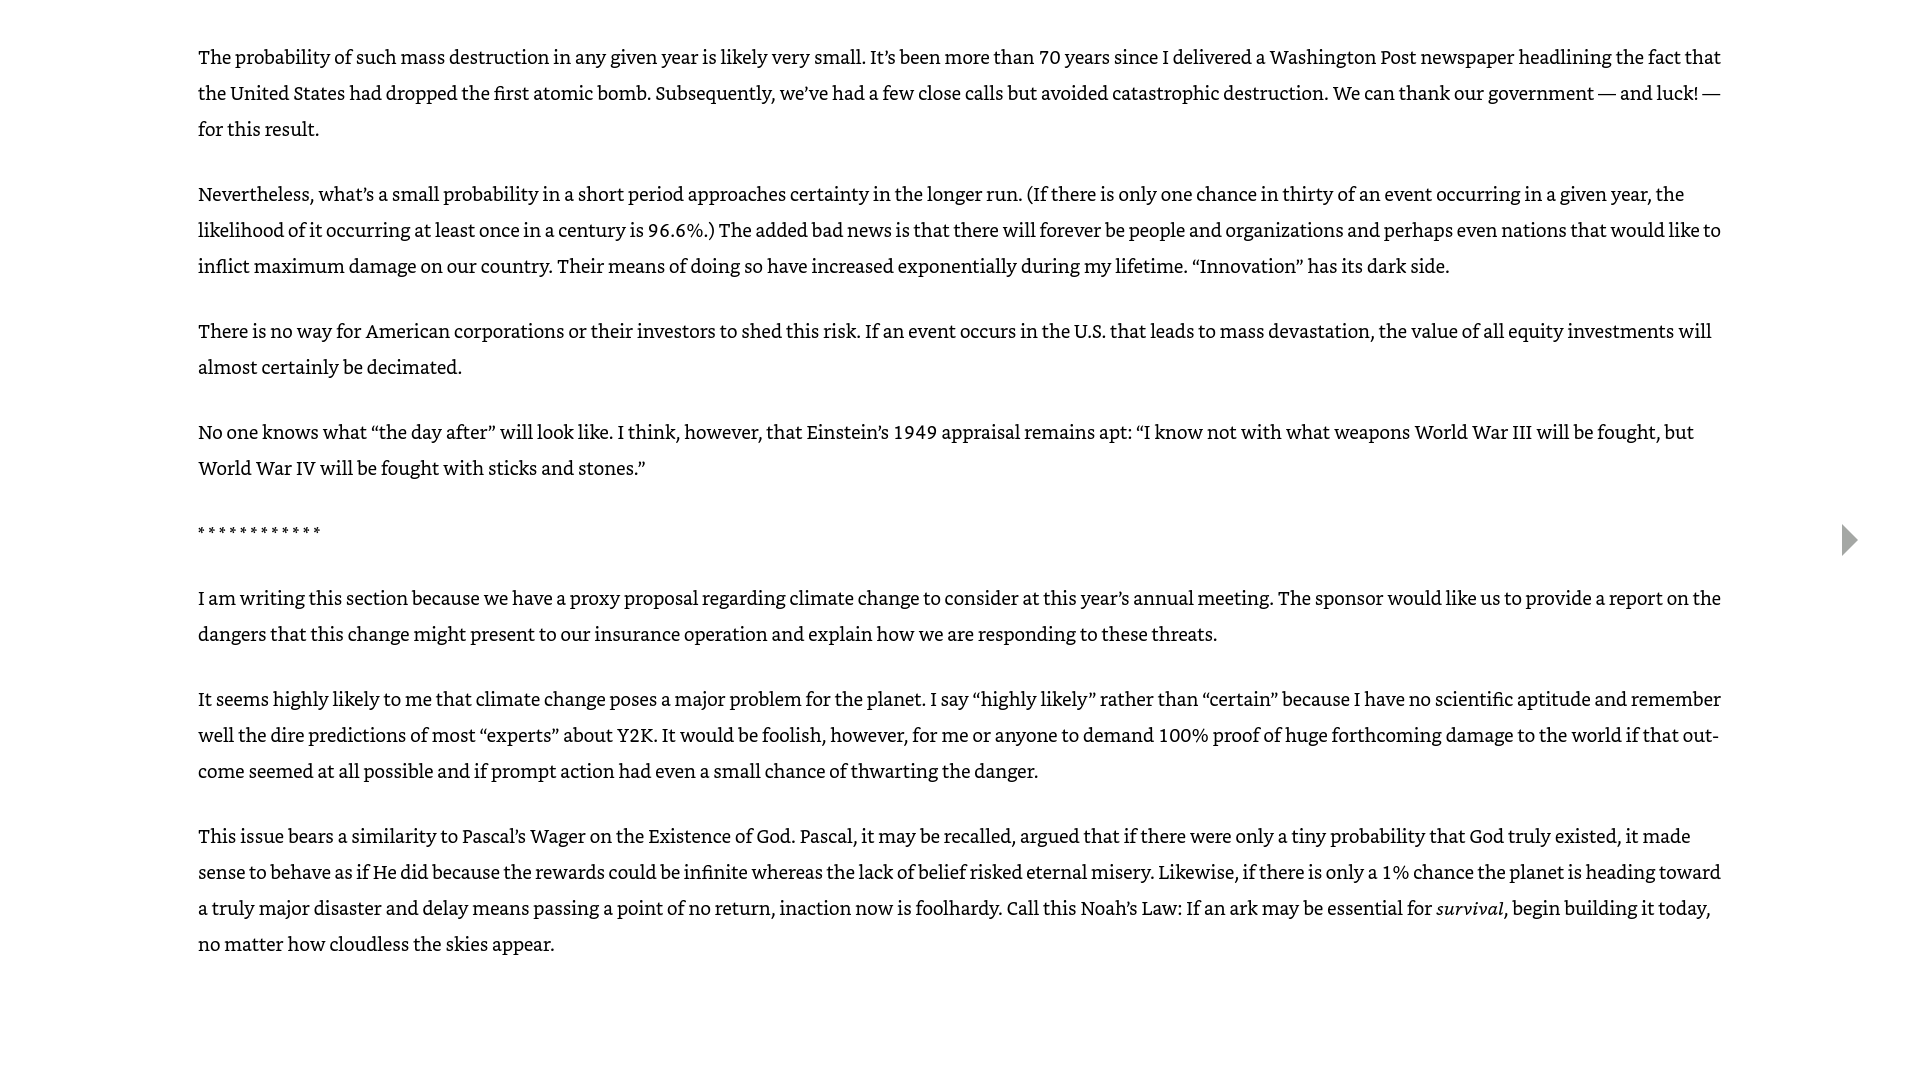 The probability of such mass destruction in any given year is likely very small. It’s been more than 70 years since I delivered a Washington Post newspaper headlining the fact that
the United States had dropped the first atomic bomb. Subsequently, we’ve had a few close calls but avoided catastrophic destruction. We can thank our government — and luck! —
for this result.
Nevertheless, what’s a small probability in a short period approaches certainty in the longer run. (If there is only one chance in thirty of an event occurring in a given year, the
likelihood of it occurring at least once in a century is 96.6%.) The added bad news is that there will forever be people and organizations and perhaps even nations that would like to
inflict maximum damage on our country. Their means of doing so have increased exponentially during my lifetime. “Innovation” has its dark side.
There is no way for American corporations or their investors to shed this risk. If an event occurs in the U.S. that leads to mass devastation, the value of all equity investments will
almost certainly be decimated.
No one knows what “the day after” will look like. I think, however, that Einstein’s 1949 appraisal remains apt: “I know not with what weapons World War III will be fought, but
World War IV will be fought with sticks and stones.”
* * * * * * * * * * * *
I am writing this section because we have a proxy proposal regarding climate change to consider at this year’s annual meeting. The sponsor would like us to provide a report on the
dangers that this change might present to our insurance operation and explain how we are responding to these threats.
It seems highly likely to me that climate change poses a major problem for the planet. I say “highly likely” rather than “certain” because I have no scientific aptitude and remember
well the dire predictions of most “experts” about Y2K. It would be foolish, however, for me or anyone to demand 100% proof of huge forthcoming damage to the world if that out-
come seemed at all possible and if prompt action had even a small chance of thwarting the danger.
This issue bears a similarity to Pascal’s Wager on the Existence of God. Pascal, it may be recalled, argued that if there were only a tiny probability that God truly existed, it made
sense to behave as if He did because the rewards could be infinite whereas the lack of belief risked eternal misery. Likewise, if there is only a 1% chance the planet is heading toward
a truly major disaster and delay means passing a point of no return, inaction now is foolhardy. Call this Noah’s Law: If an ark may be essential for survival, begin building it today,
no matter how cloudless the skies appear.